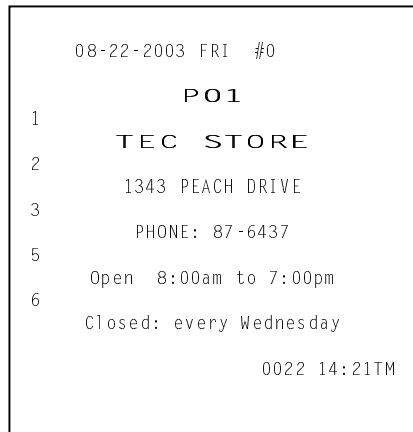 08-22-2003 FRI #0
P01
1
TEC STORE
2
1343 PEACH DRIVE
3
PHONE: 87-6437
5
Open 8:00am to 7:00pm
6
Closed: every Wednesday
0022 14:21TM